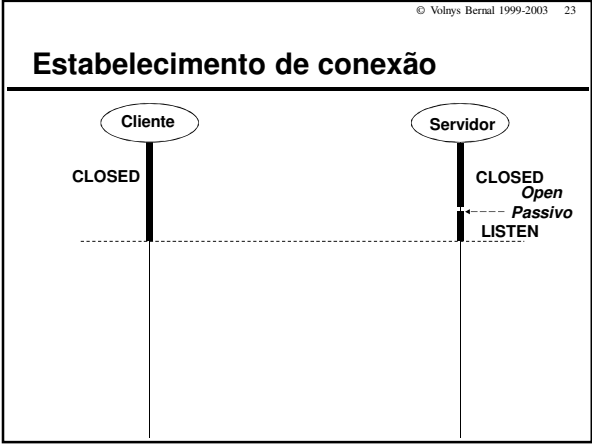 © Volnys Bernal 1999-2003 23
Estabelecimento de conexão
Cliente
Servidor
CLOSED
CLOSED
Open
Passivo
LISTEN